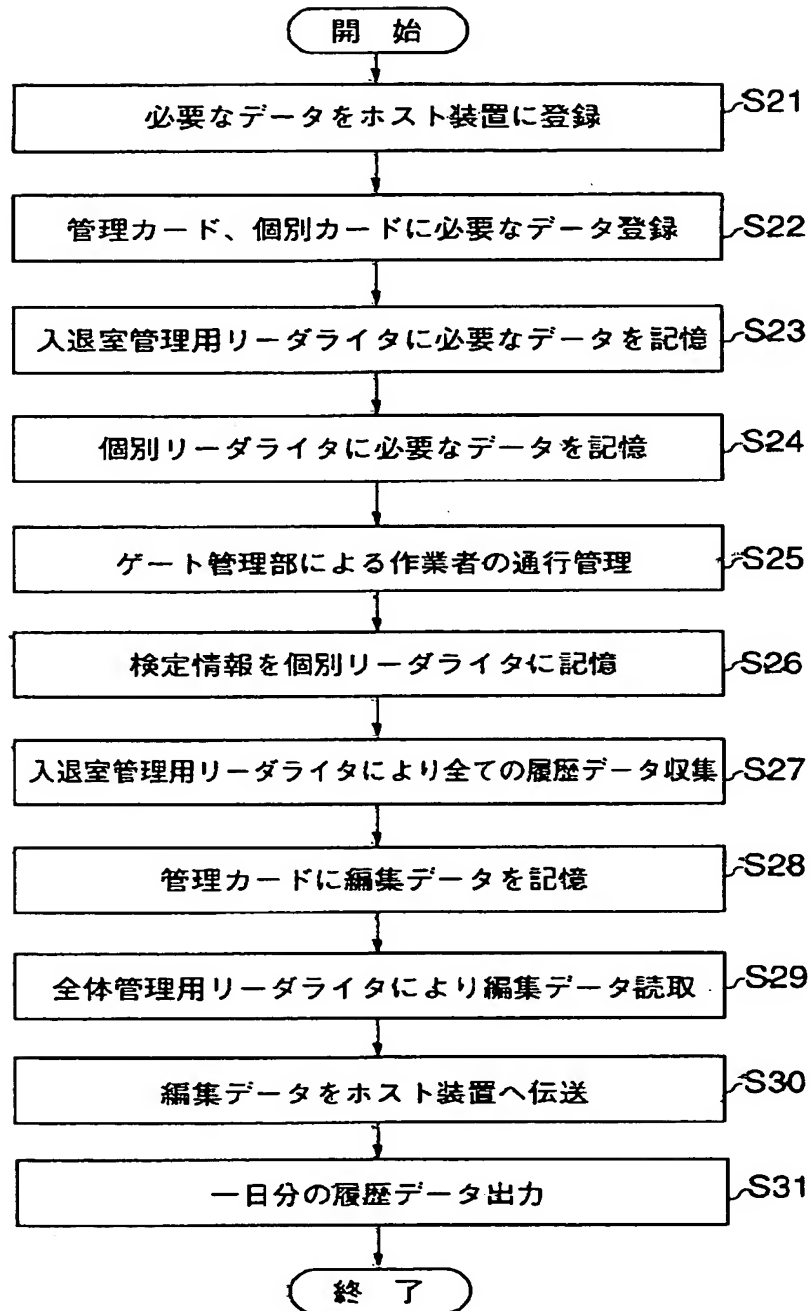 開 始
必要なデータをホスト装置に登録 S21
管理カード、個別カードに必要なデータ登録 S22
入退室管理用リーダライタに必要なデータを記憶 S23
個別リーダライタに必要なデータを記憶 S24
ゲート管理部による作業者の通行管理 S25
検定情報を個別リーダライタに記憶 S26
入退室管理用リーダライタにより全ての履歴データ収集 S27
管理カードに編集データを記憶 S28
全体管理用リーダライタにより編集データ読取 S29
編集データをホスト装置へ伝送 S30
一日分の履歴データ出力 S31
終 了